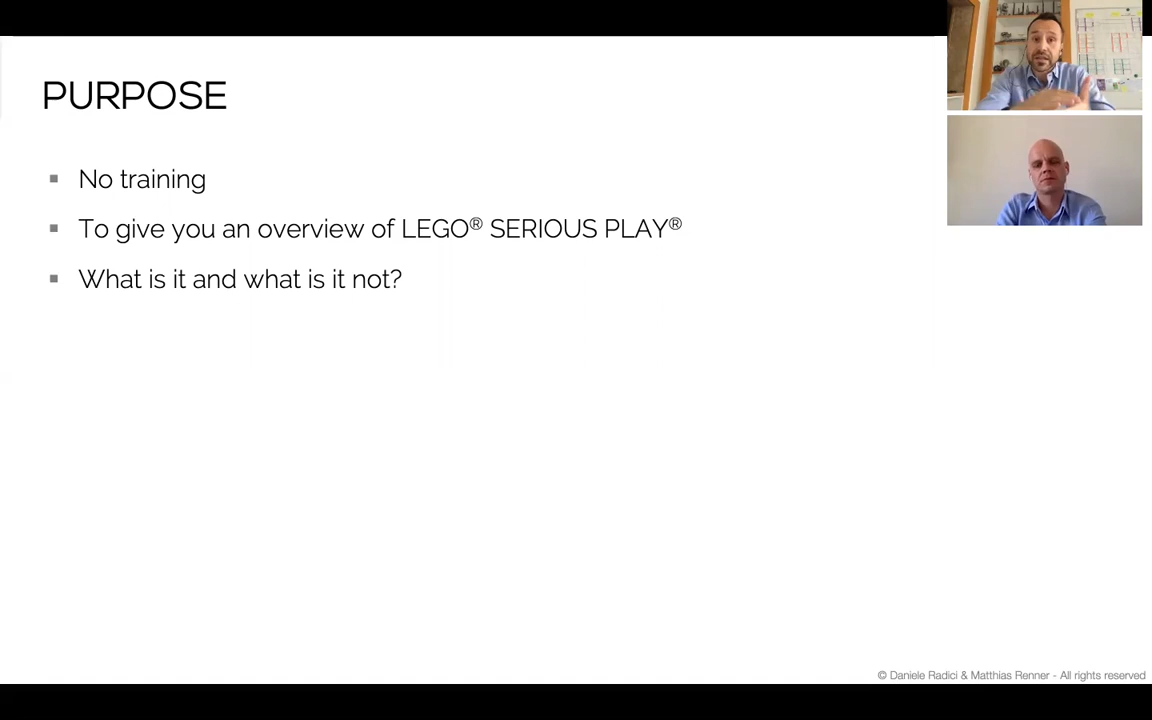 PURPOSE
▪ No training
▪ To give you an overview of LEGO® SERIOUS PLAY®
▪ What is it and what is it not?
© Daniele Radici & Matthias Renner - All rights reserved